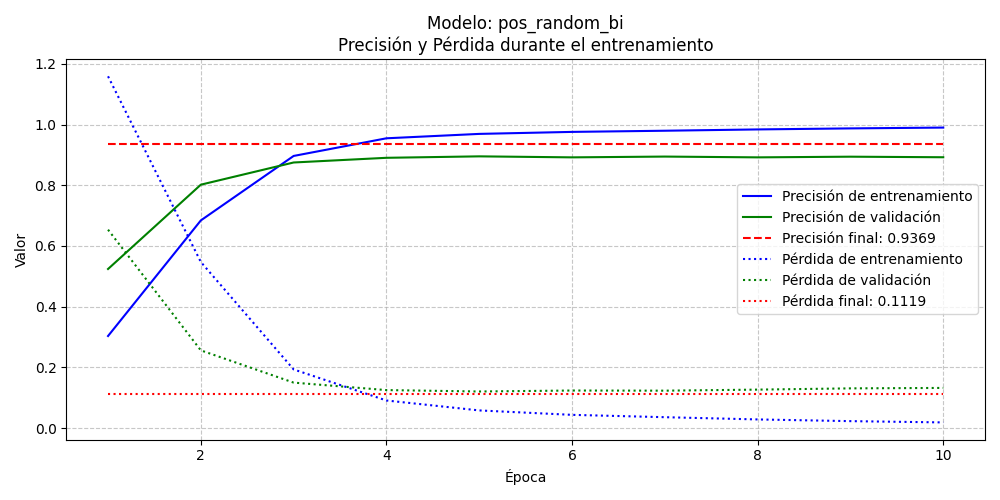 Modelo: pos_random_bi
Precisión y Pérdida durante el entrenamiento
1.2
1.0
0.8
0.6
0.4
0.2
0.0
Valor
Precisión de entrenamiento
Precisión de validación
Precisión final: 0.9369
Pérdida de entrenamiento
Pérdida de validación
Pérdida final: 0.1119
2 4 6 8 10
Época